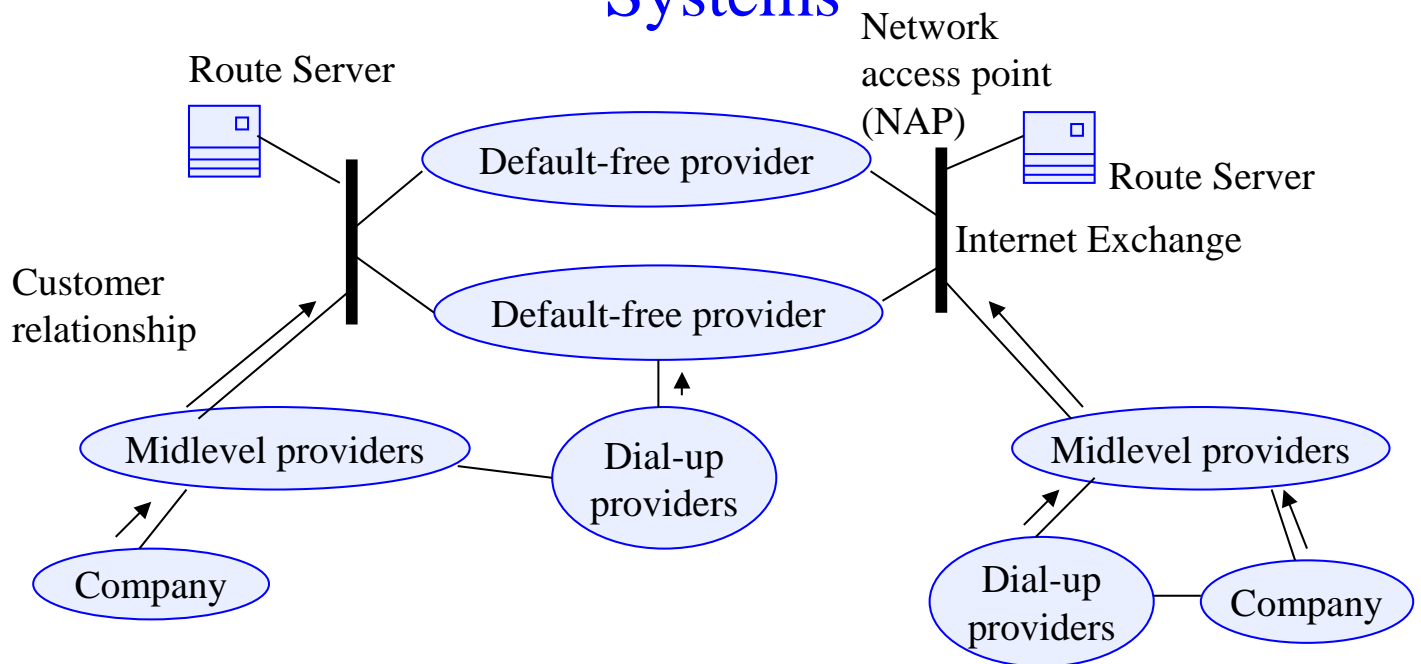 Systems
Network
access point
(NAP)
Route Server
Default-free provider
Route Server
Internet Exchange
Customer
relationship
Default-free provider
Midlevel providers
Dial-up
providers
Midlevel providers
Company
Dial-up
providers
Company